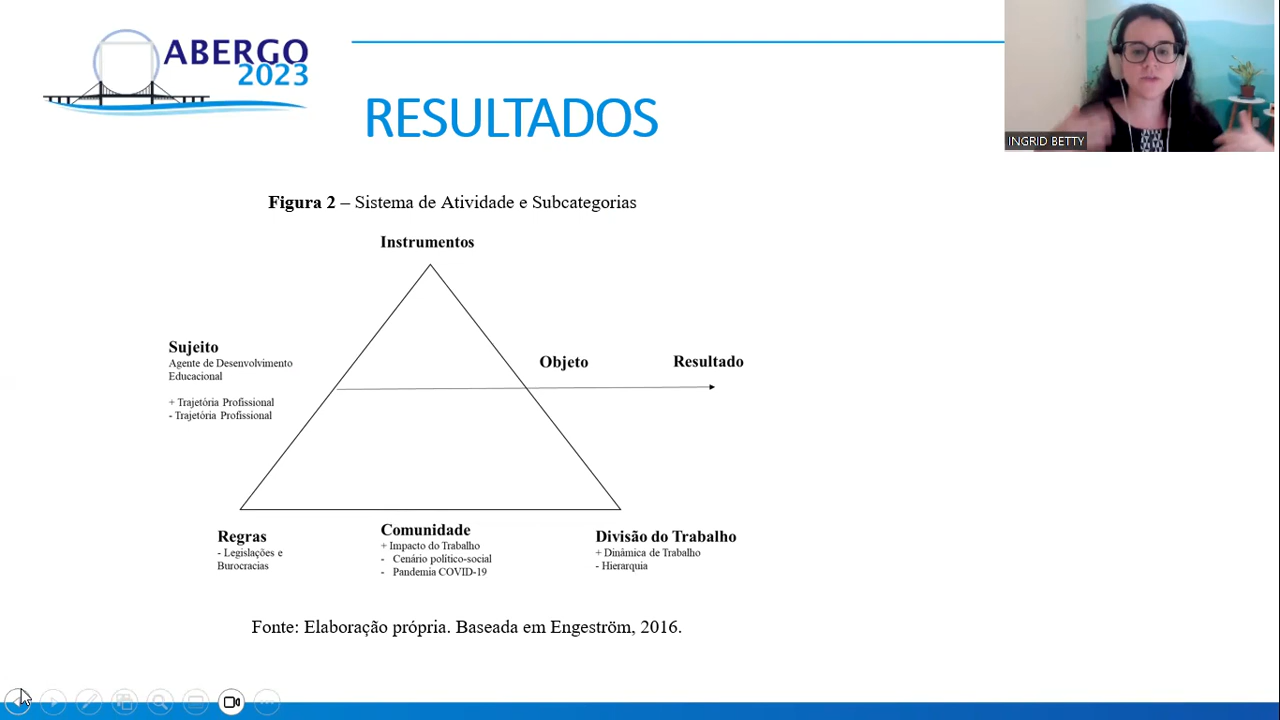 ABERGO
2023
RESULTADOS
INGRID BETTY
Figura 2 – Sistema de Atividade e Subcategorias
Instrumentos
Sujeito
Agente de Desenvolvimento
Educacional
+ Trajetória Profissional
- Trajetória Profissional
Objeto
Resultado
Regras
- Legislações e
Burocracias
Comunidade
+ Impacto do Trabalho
- Cenário político-social
- Pandemia COVID-19
Divisão do Trabalho
+ Dinâmica de Trabalho
- Hierarquia
Fonte: Elaboração própria. Baseada em Engeström, 2016.